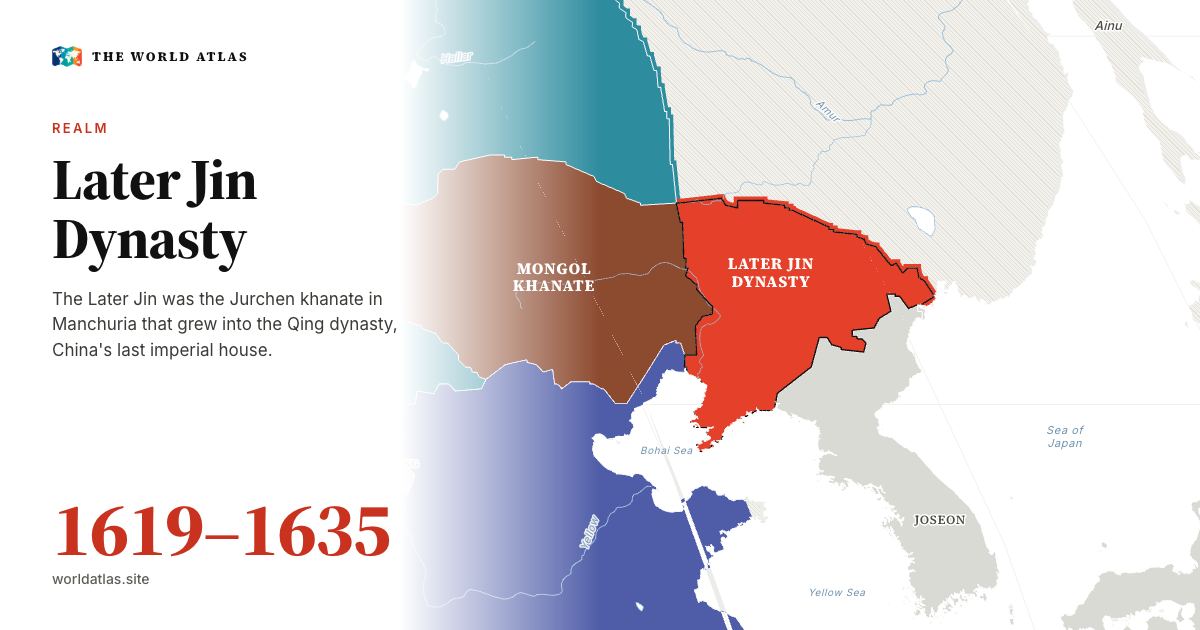 THE WORLD ATLAS
REALM
Later Jin
Dynasty
The Later Jin was the Jurchen khanate in
Manchuria that grew into the Qing dynasty,
China's last imperial house.
1619–1635
worldatlas.site
Hailar
Amur
Ainu
MONGOL
KHANATE
LATER JIN
DYNASTY
Bohai Sea
Sea of
Japan
JOSEON
Yellow
Yellow Sea